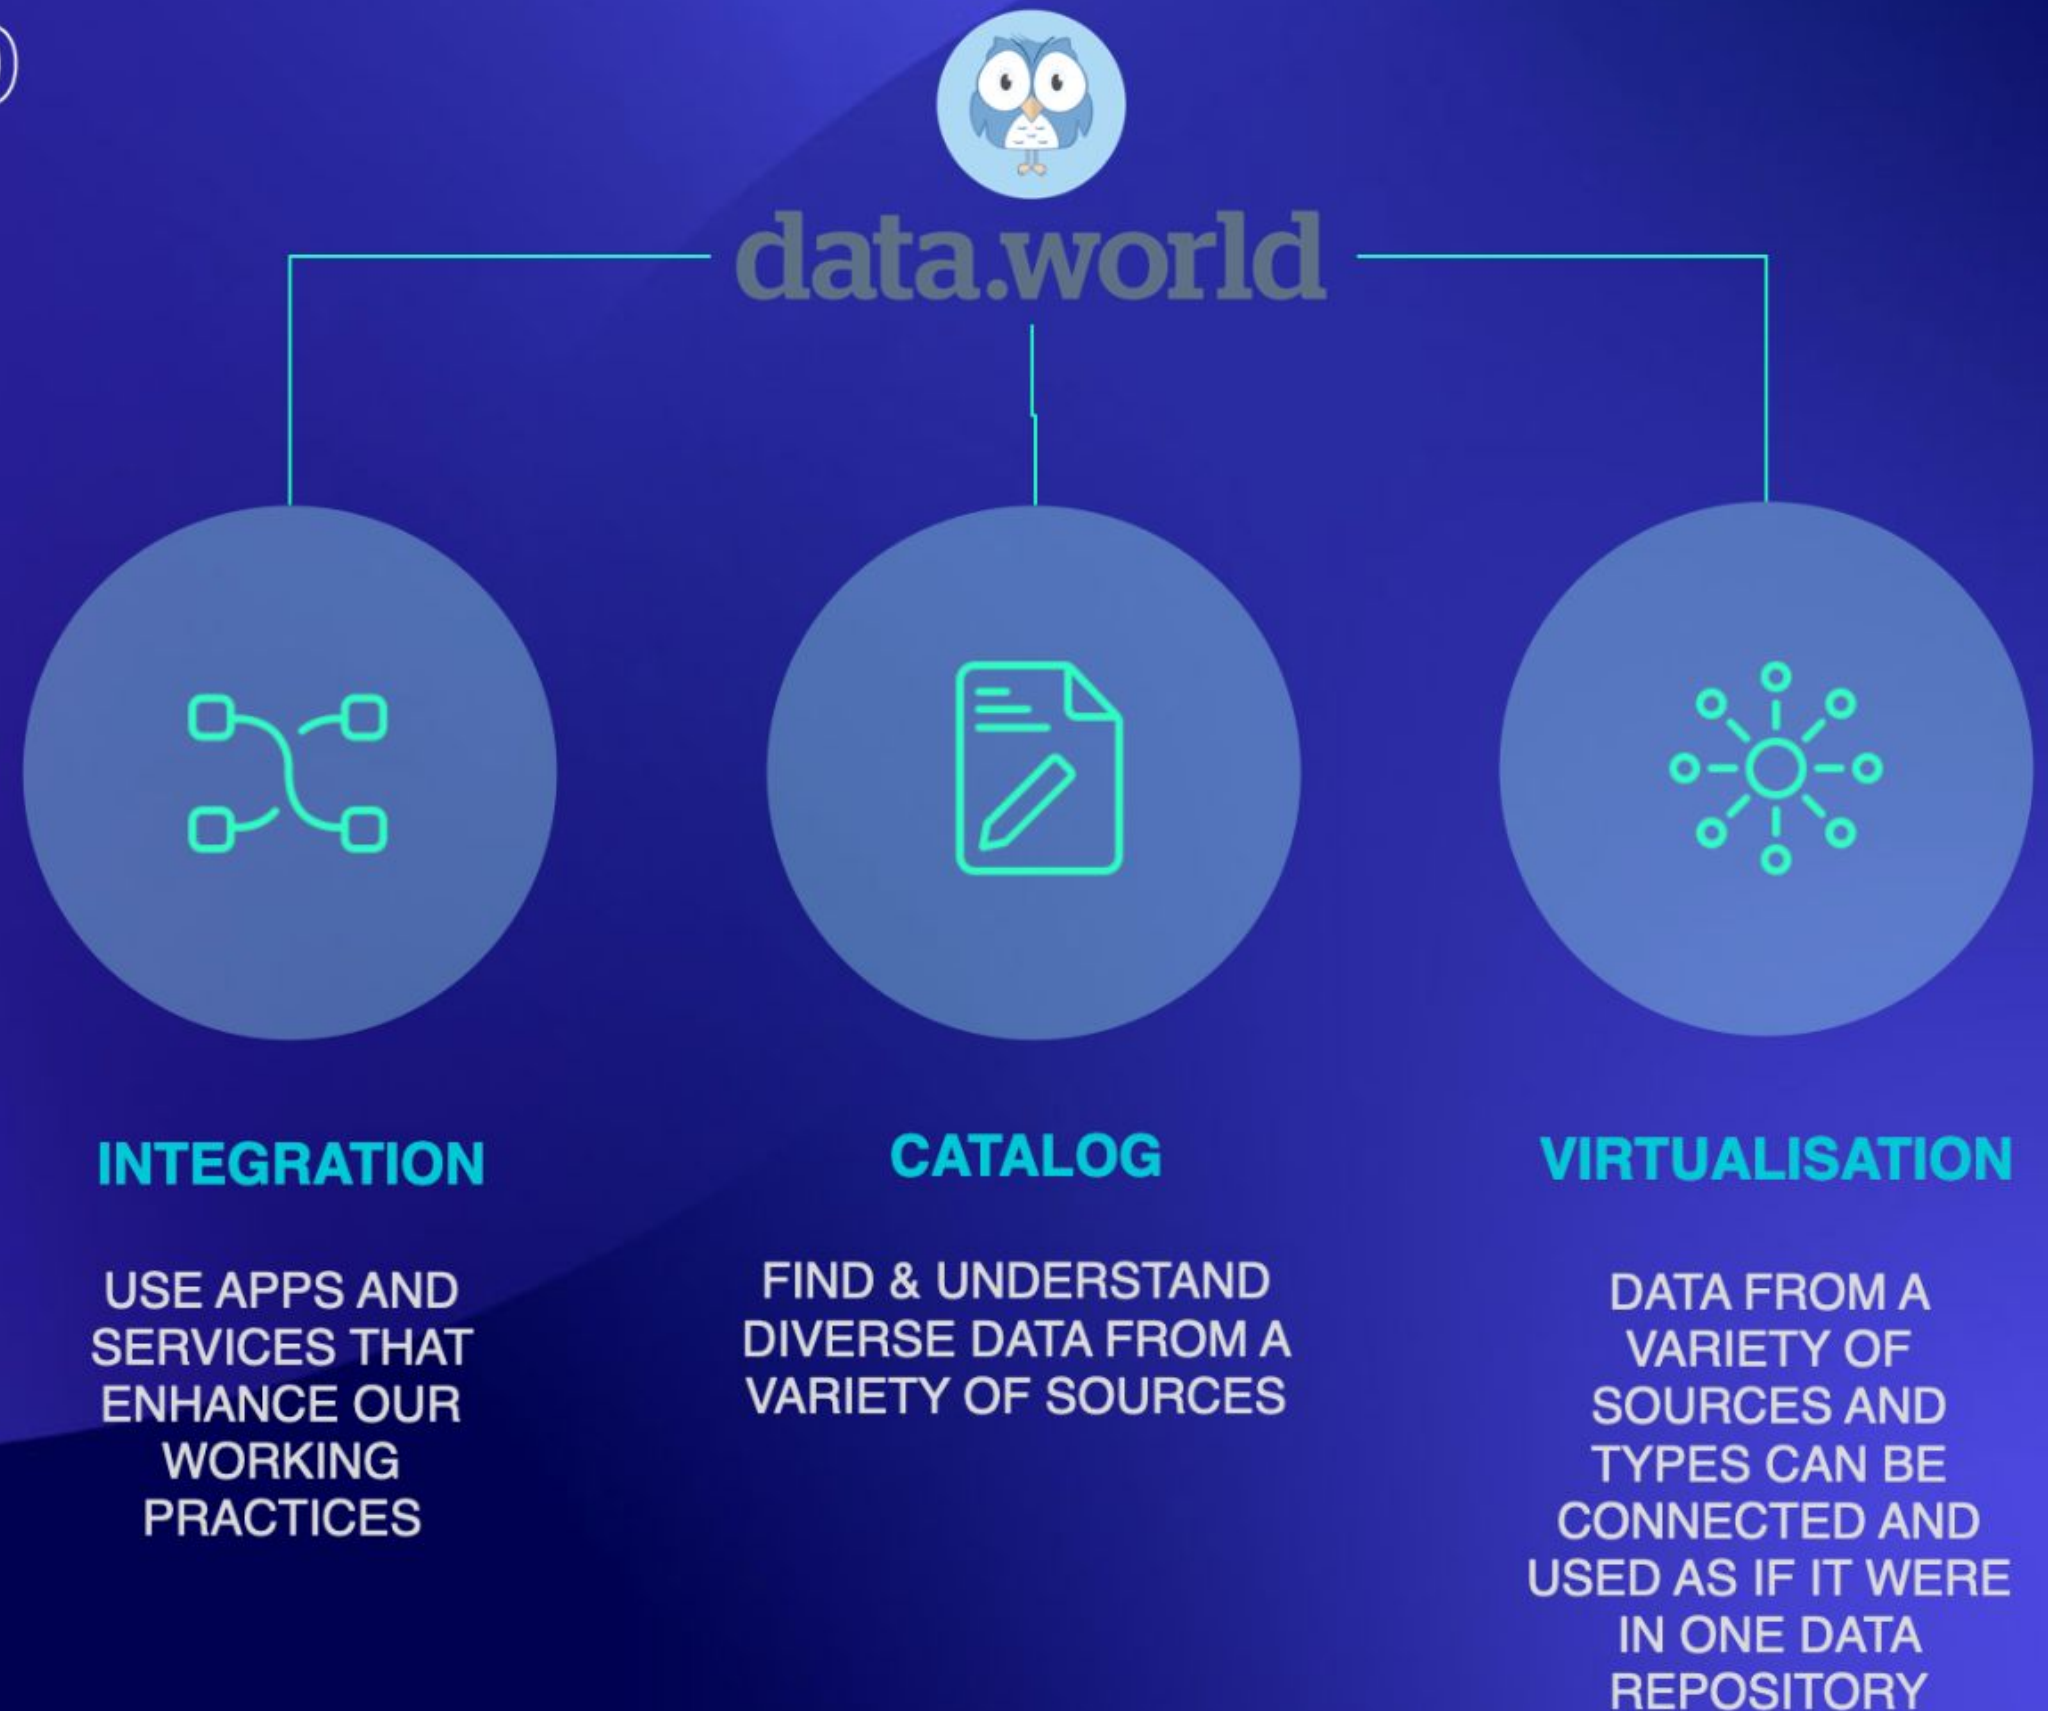 data.world
INTEGRATION
USE APPS AND
SERVICES THAT
ENHANCE OUR
WORKING
PRACTICES
CATALOG
FIND & UNDERSTAND
DIVERSE DATA FROM A
VARIETY OF SOURCES
VIRTUALISATION
DATA FROM A
VARIETY OF
SOURCES AND
TYPES CAN BE
CONNECTED AND
USED AS IF IT WERE
IN ONE DATA
REPOSITORY